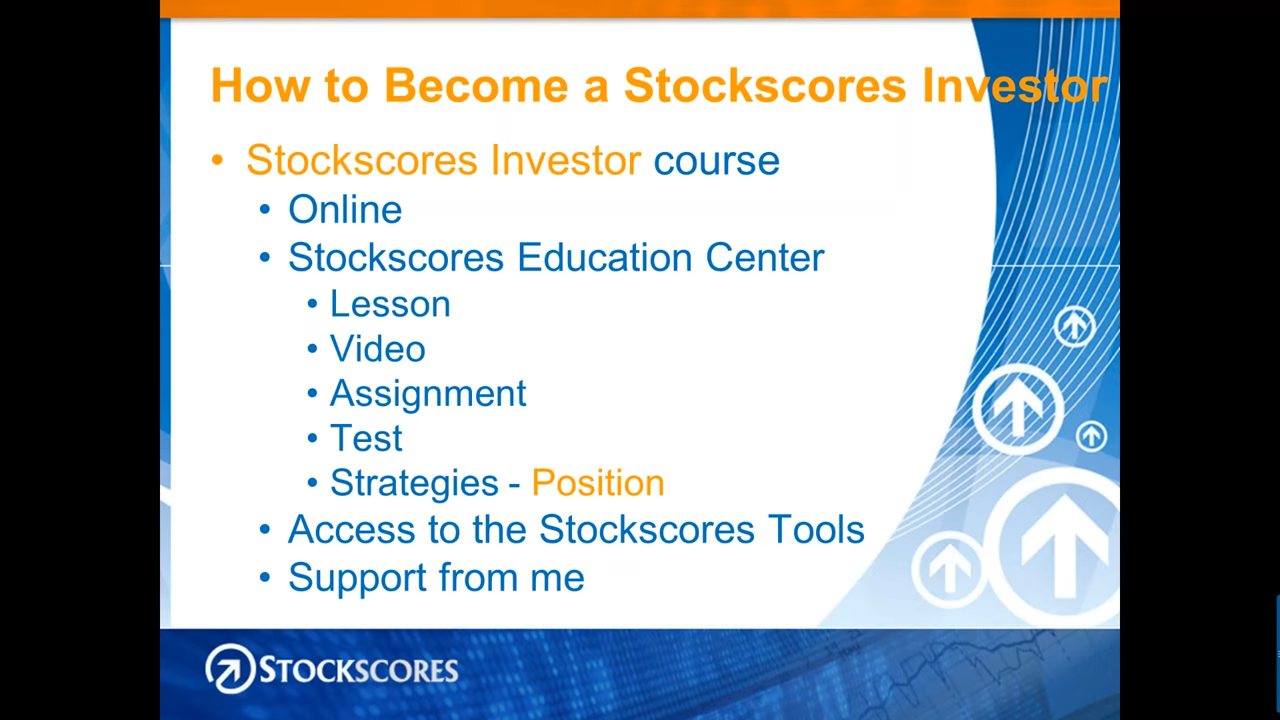 How to Become a Stockscores Investor
• Stockscores Investor course
• Online
• Stockscores Education Center
• Lesson
• Video
• Assignment
• Test
• Strategies - Position
• Access to the Stockscores Tools
• Support from me
STOCKSCORES